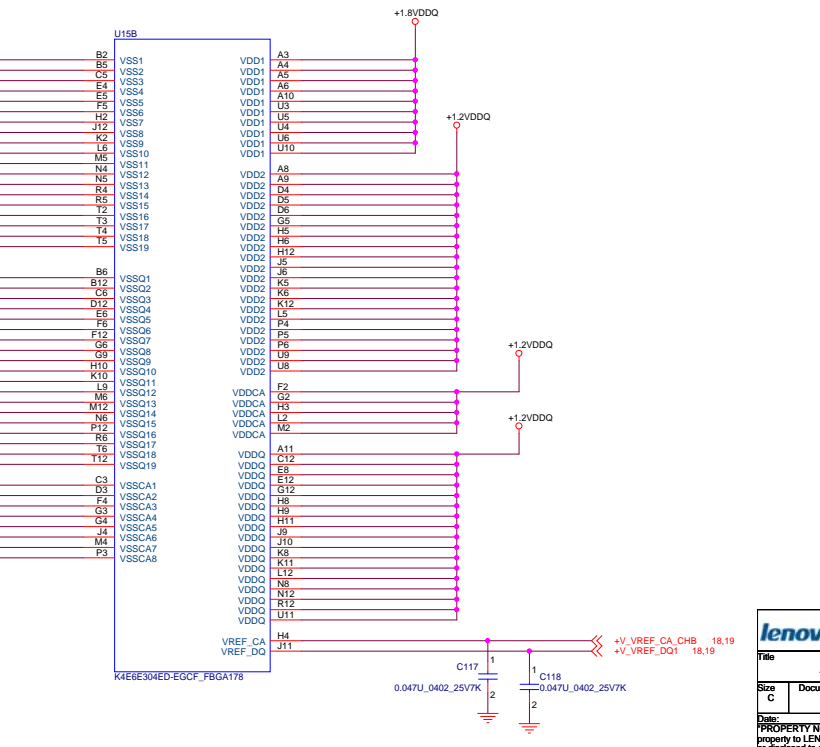 +1.8VDDQ
U15B
B2 VSS1 VDD1 A3
B5 VSS2 VDD1 A4
C5 VSS3 VDD1 A5
E4 VSS4 VDD1 A6
E5 VSS5 VDD1 A10
F5 VSS6 VDD1 U3
H2 VSS7 VDD1 U5
J12 VSS8 VDD1 U4
K2 VSS9 VDD1 U6
L6 VSS10 VDD1 U10
+1.2VDDQ
M5 VSS11
N4 VSS12 VDD2 A8
N5 VSS13 VDD2 A9
R4 VSS14 VDD2 D4
R5 VSS15 VDD2 D5
T2 VSS16 VDD2 D6
T3 VSS17 VDD2 G5
T4 VSS18 VDD2 H5
T5 VSS19 VDD2 H6
VDD2 H12
VDD2 J5
B6 VSSQ1 VDD2 J6
B12 VSSQ2 VDD2 K5
C6 VSSQ3 VDD2 K6
D12 VSSQ4 VDD2 K12
E6 VSSQ5 VDD2 L5
F6 VSSQ6 VDD2 P4
F12 VSSQ7 VDD2 P5
G6 VSSQ8 VDD2 P6
G9 VSSQ9 VDD2 U9
H10 VSSQ10 VDD2 U8
+1.2VDDQ
K10 VSSQ11
L9 VSSQ12 VDDCA F2
M6 VSSQ13 VDDCA G2
M12 VSSQ14 VDDCA H3
N6 VSSQ15 VDDCA L2
P12 VSSQ16 VDDCA M2
+1.2VDDQ
R6 VSSQ17
T6 VSSQ18 VDDQ A11
T12 VSSQ19 VDDQ C12
VDDQ E8
C3 VSSCA1 VDDQ E12
D3 VSSCA2 VDDQ G12
F4 VSSCA3 VDDQ H8
G3 VSSCA4 VDDQ H9
G4 VSSCA5 VDDQ H11
J4 VSSCA6 VDDQ J9
M4 VSSCA7 VDDQ J10
P3 VSSCA8 VDDQ K8
VDDQ K11
VDDQ L12
VDDQ N8
VDDQ N12
VDDQ R12
VDDQ U11
VREF_CA H4 +V_VREF_CA_CHB 18,19
VREF_DQ J11 +V_VREF_DQ1 18,19
K4E6E304ED-EGCF_FBGA178
1
C117
0.047U_0402_25V7K
2
1
C118
0.047U_0402_25V7K
2
lenov
Title
Size
C
Docu
Date:
"PROPERTY N
property to LEN